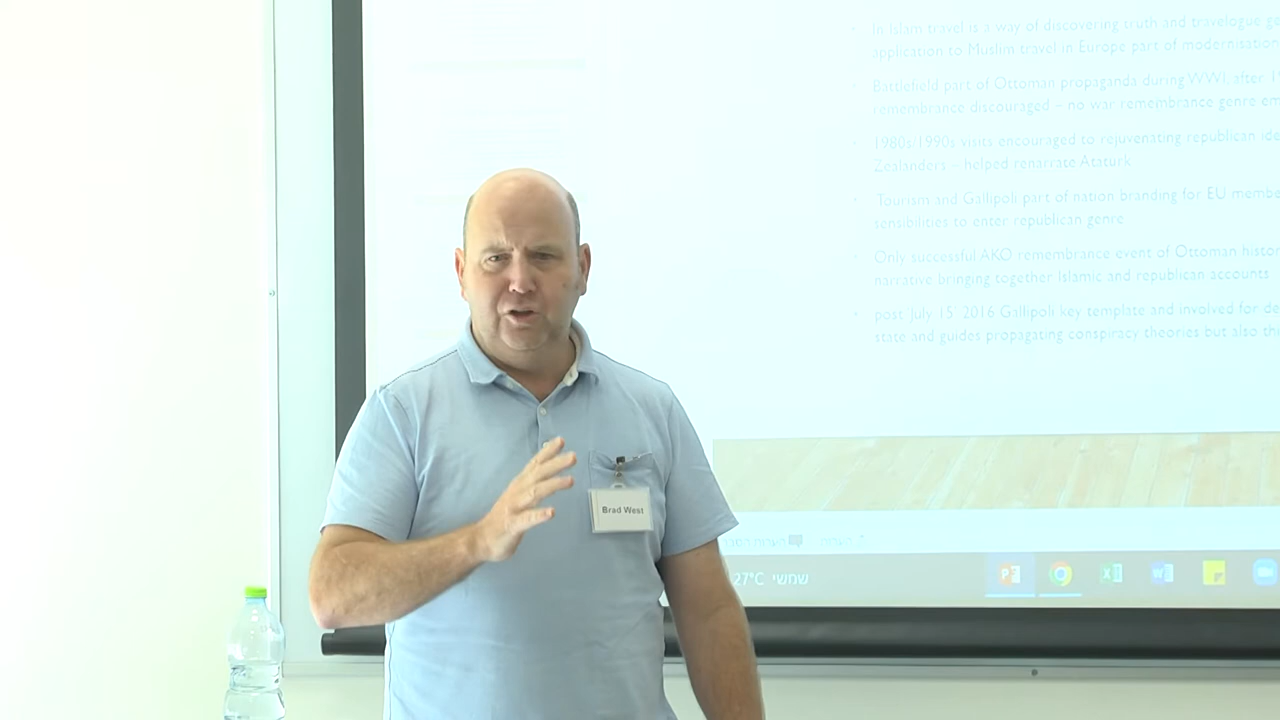 In Islam travel is a way of discovering truth and travelogue
application to Muslim travel in Europe part of modernisation
Battlefield part of Ottoman propaganda during WWI, after
remembrance discouraged – no war remembrance genre
1980s/1990s visits encouraged to rejuvenating republican
Zealanders – helped renarrate Atatürk
Tourism and Gallipoli part of nation branding for EU
sensibilities to enter republican genre
Only successful AKO remembrance event of Ottoman
narrative bringing together Islamic and republican accounts
post 'July 15' 2016 Gallipoli key template and involved for
state and guides propagating conspiracy theories but also
Brad West
27°C שמשי